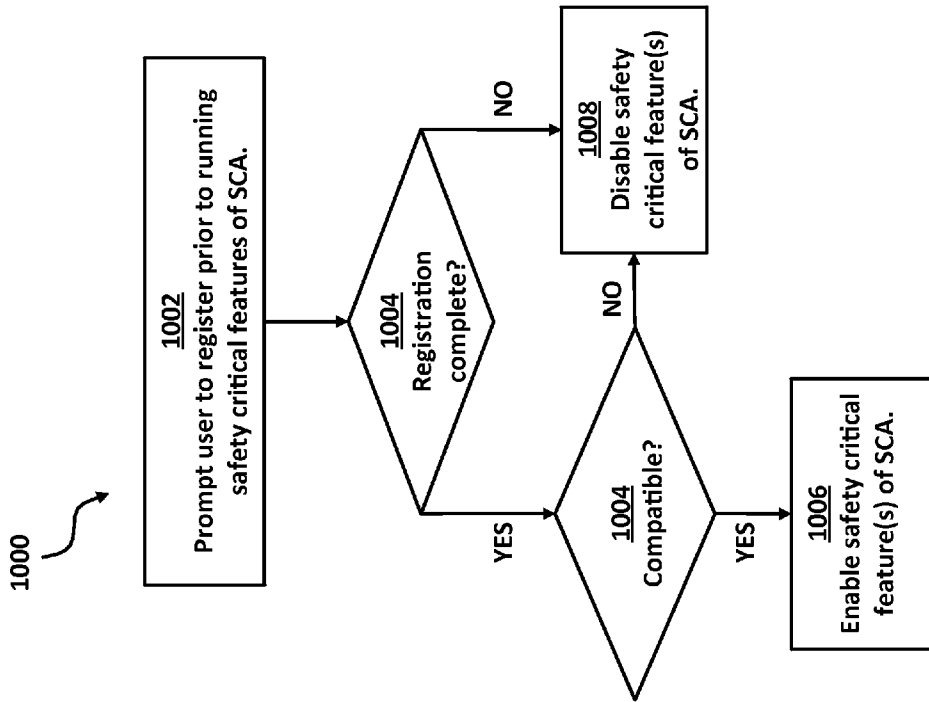 1000
1002
Prompt user to register prior to running
safety critical features of SCA.
1004
Registration
complete?
YES
NO
1004
Compatible?
NO
YES
1008
Disable safety
critical feature(s)
of SCA.
1006
Enable safety critical
feature(s) of SCA.